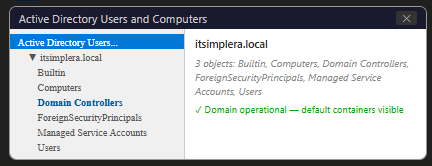 Active Directory Users and Computers
Active Directory Users...
▼ itsimplera.local
Builtin
Computers
Domain Controllers
ForeignSecurityPrincipals
Managed Service Accounts
Users
itsimplera.local
3 objects: Builtin, Computers, Domain Controllers,
ForeignSecurityPrincipals, Managed Service
Accounts, Users
✓ Domain operational — default containers visible